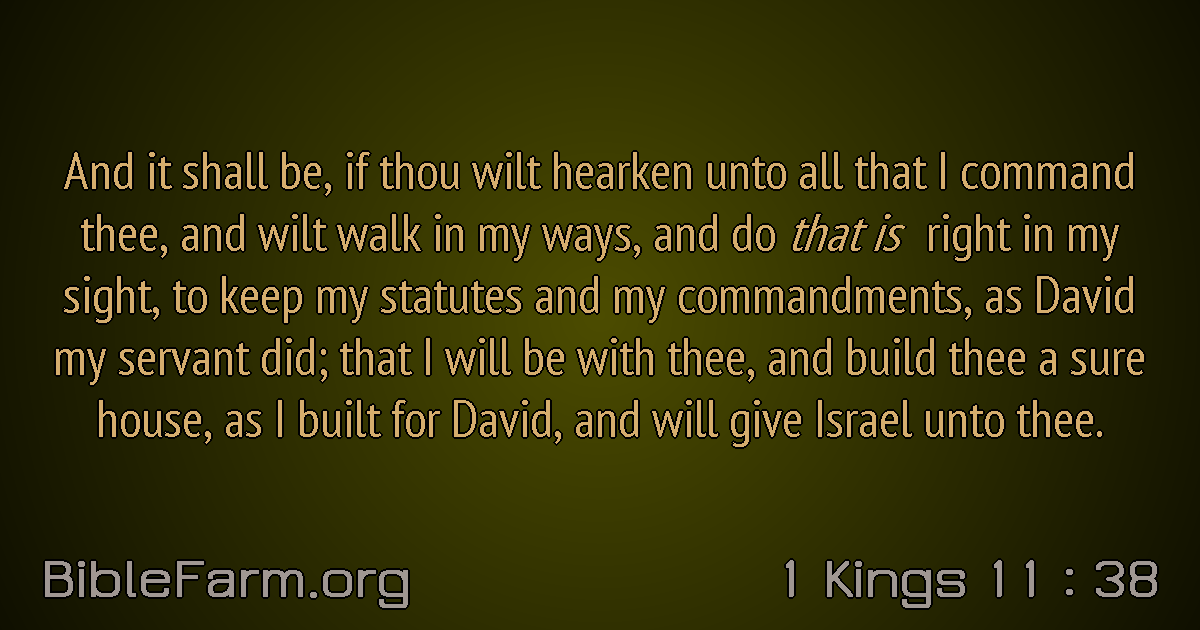 And it shall be, if thou wilt hearken unto all that I command
thee, and wilt walk in my ways, and do that is right in my
sight, to keep my statutes and my commandments, as David
my servant did; that I will be with thee, and build thee a sure
house, as I built for David, and will give Israel unto thee.
BibleFarm.org
1 Kings 11 : 38